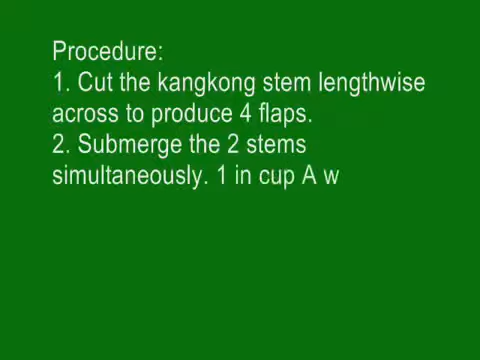 Procedure:
1. Cut the kangkong stem lengthwise
across to produce 4 flaps.
2. Submerge the 2 stems
simultaneously. 1 in cup A w